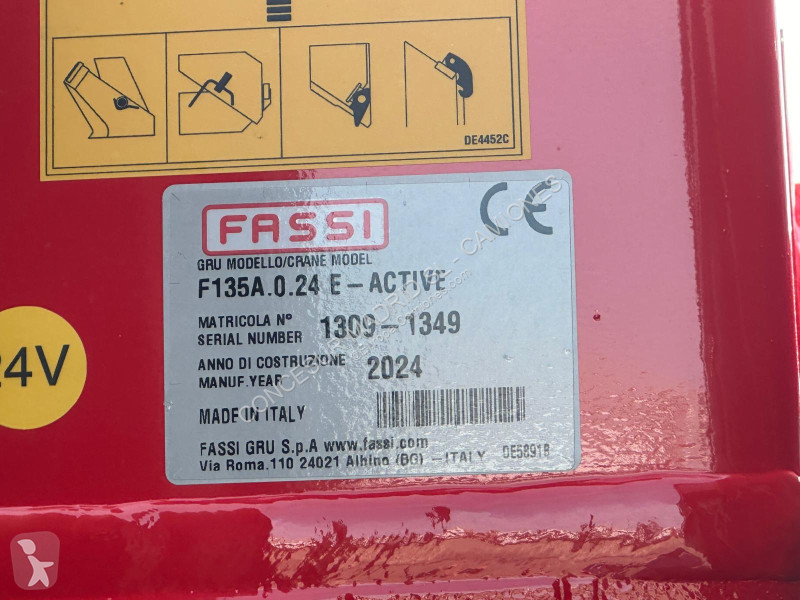 DE4452C
FASSI
CE
GRU MODELLO/CRANE MODEL
F135A.0.24 E-ACTIVE
MATRICOLA Nº
SERIAL NUMBER
1309-1349
ANNO DI COSTRUZIONE
MANUF.YEAR
2024
MADE IN ITALY
FASSI GRU S.p.A www.fassi.com
Via Roma.110 24021 Albino (BG) -ITALY
DE5891B
24V